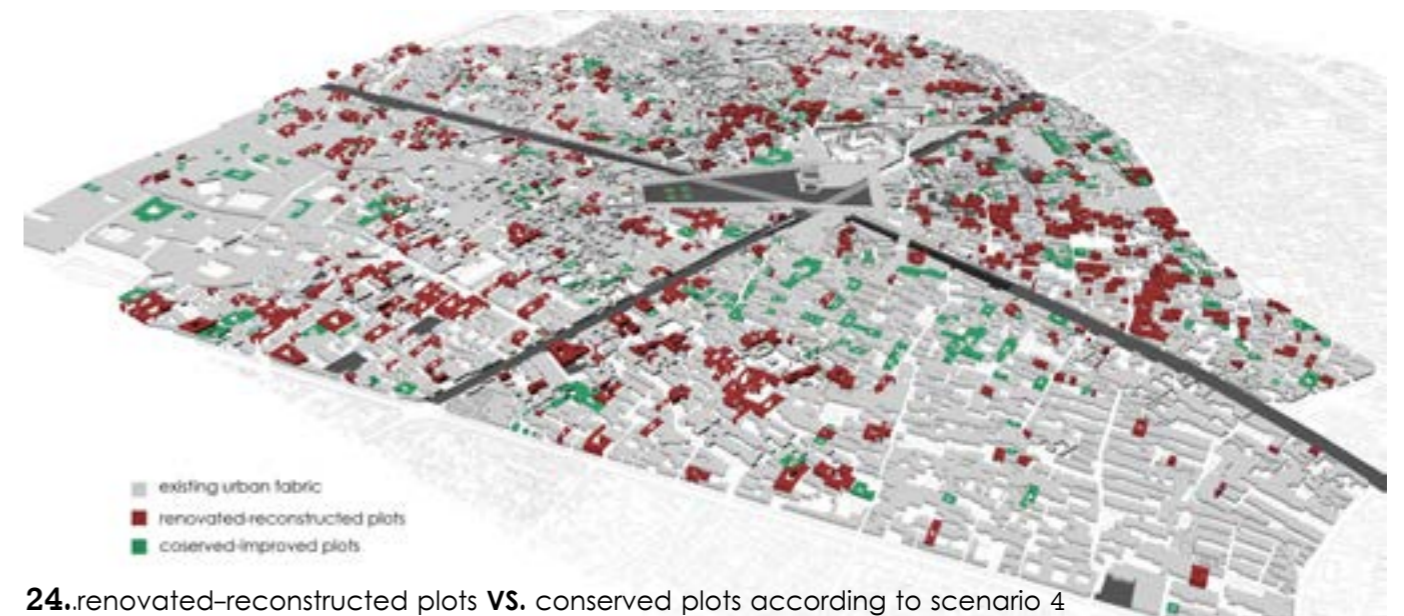 existing urban fabric
renovated-reconstructed plots
coserved-improved plots
24..renovated-reconstructed plots VS. conserved plots according to scenario 4